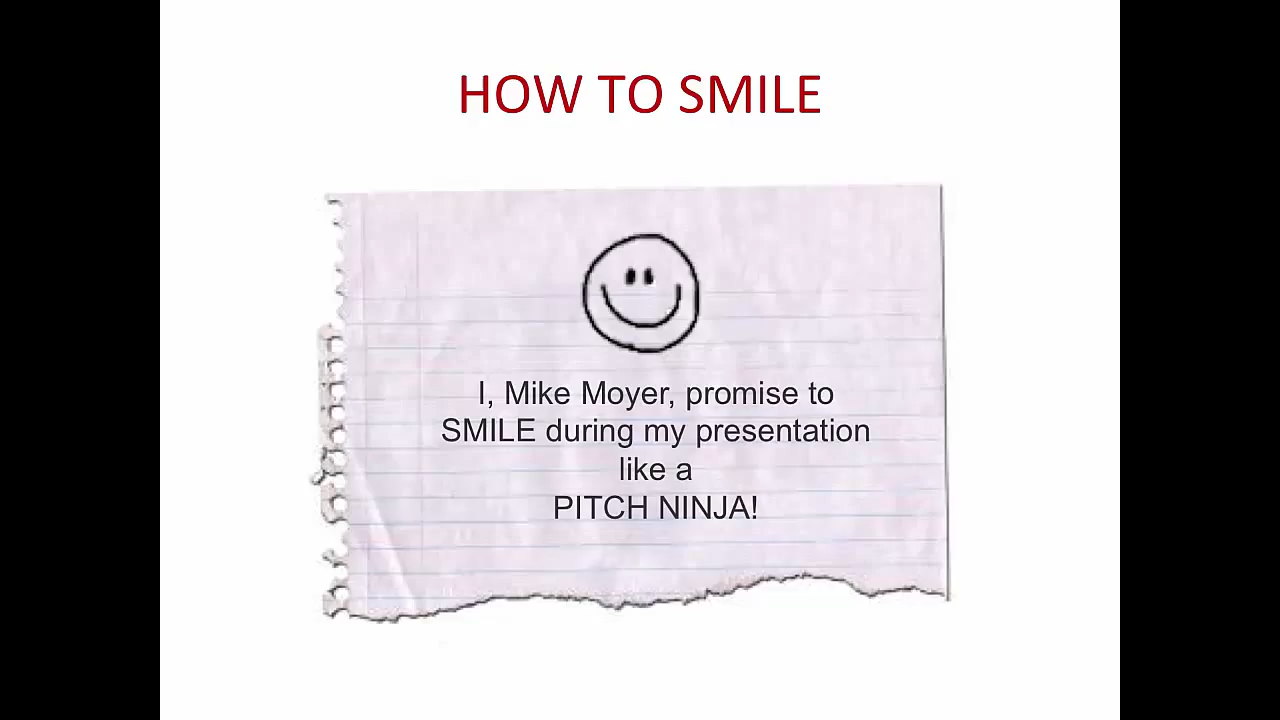 HOW TO SMILE
I, Mike Moyer, promise to
SMILE during my presentation
like a
PITCH NINJA!